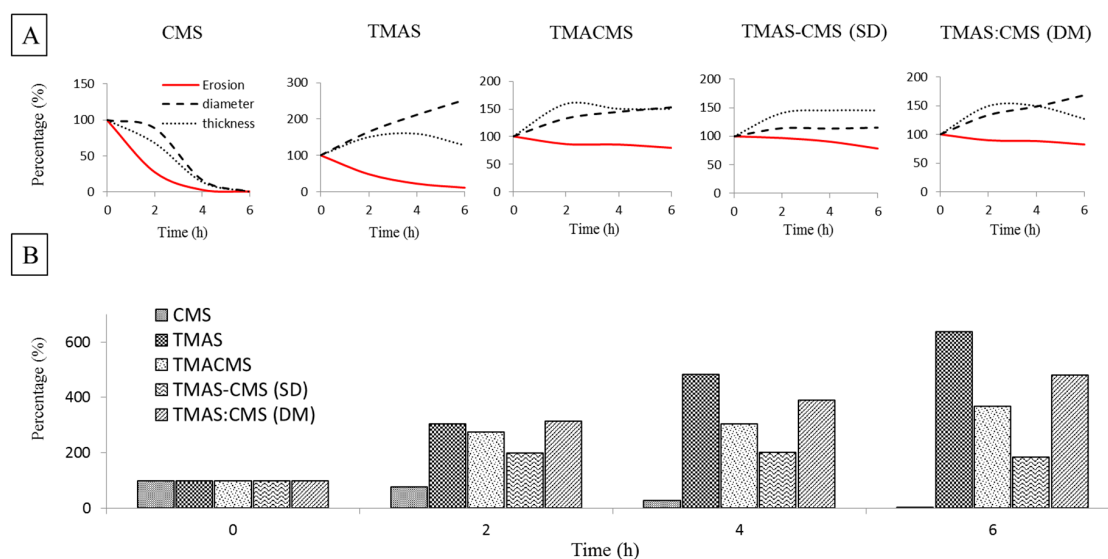 A
CMS
TMAS
TMACMS
TMAS-CMS (SD)
TMAS:CMS (DM)
Percentage (%)
150
100
50
0
0 2 4 6
Time (h)
Erosion
diameter
thickness
300
200
100
0
0 2 4 6
Time (h)
200
150
100
50
0
0 2 4 6
Time (h)
200
150
100
50
0
0 2 4 6
Time (h)
200
150
100
50
0
0 2 4 6
Time (h)
B
Percentage (%)
600
400
200
0
CMS
TMAS
TMACMS
TMAS-CMS (SD)
TMAS:CMS (DM)
0 2 4 6
Time (h)